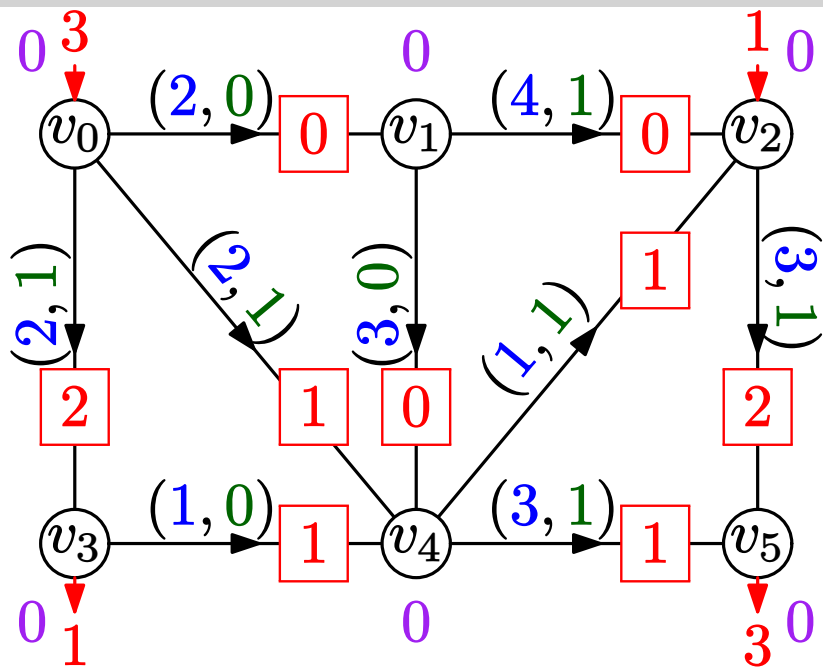 0 3 0 1 0
(2, 0) (4, 1)
v₀ 0 v₁ 0 v₂
(2, 1) (2, 1) (3, 0) (1, 1) 1 (3, 1)
2 1 0 2
(1, 0) (3, 1)
v₃ 1 v₄ 1 v₅
0 1 0 3 0